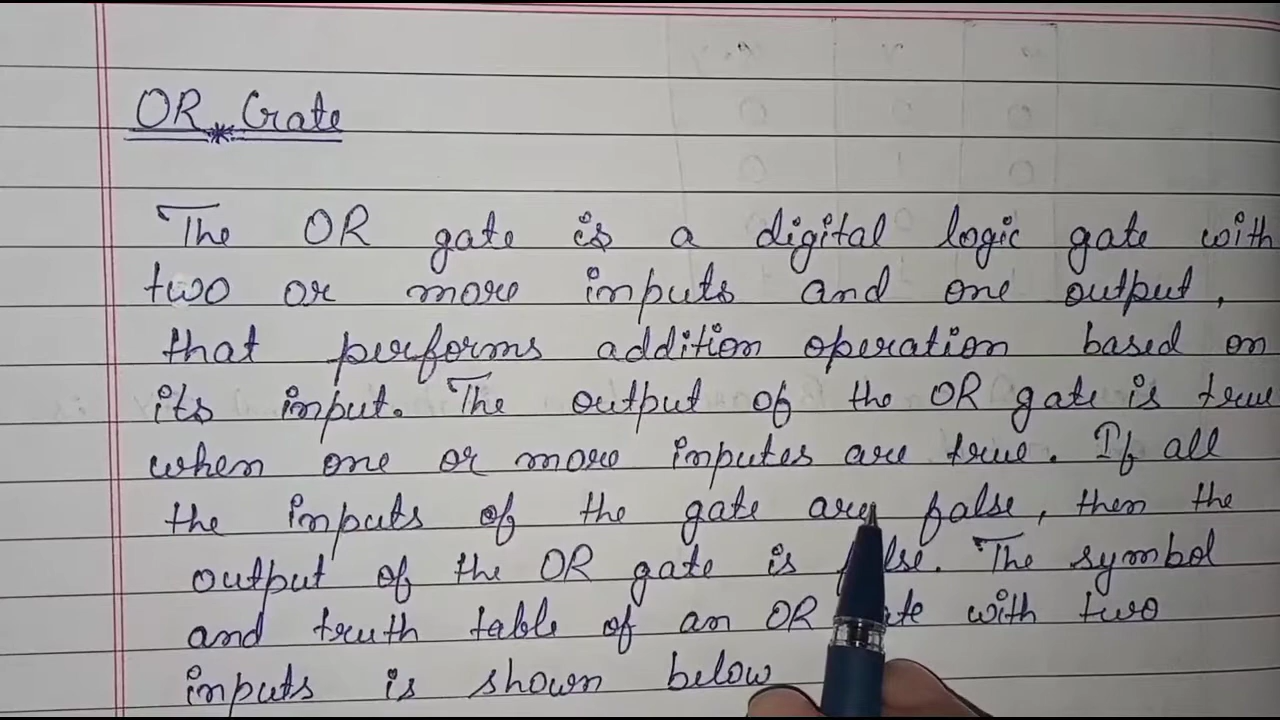 OR Gate
The OR gate is a digital logic gate with
two or more inputs and one output,
that performs addition operation based on
its input. The output of the OR gate is true
when one or more inputes are true. If all
the inputs of the gate are false, then the
output of the OR gate is false. The symbol
and truth table of an OR gate with two
inputs is shown below